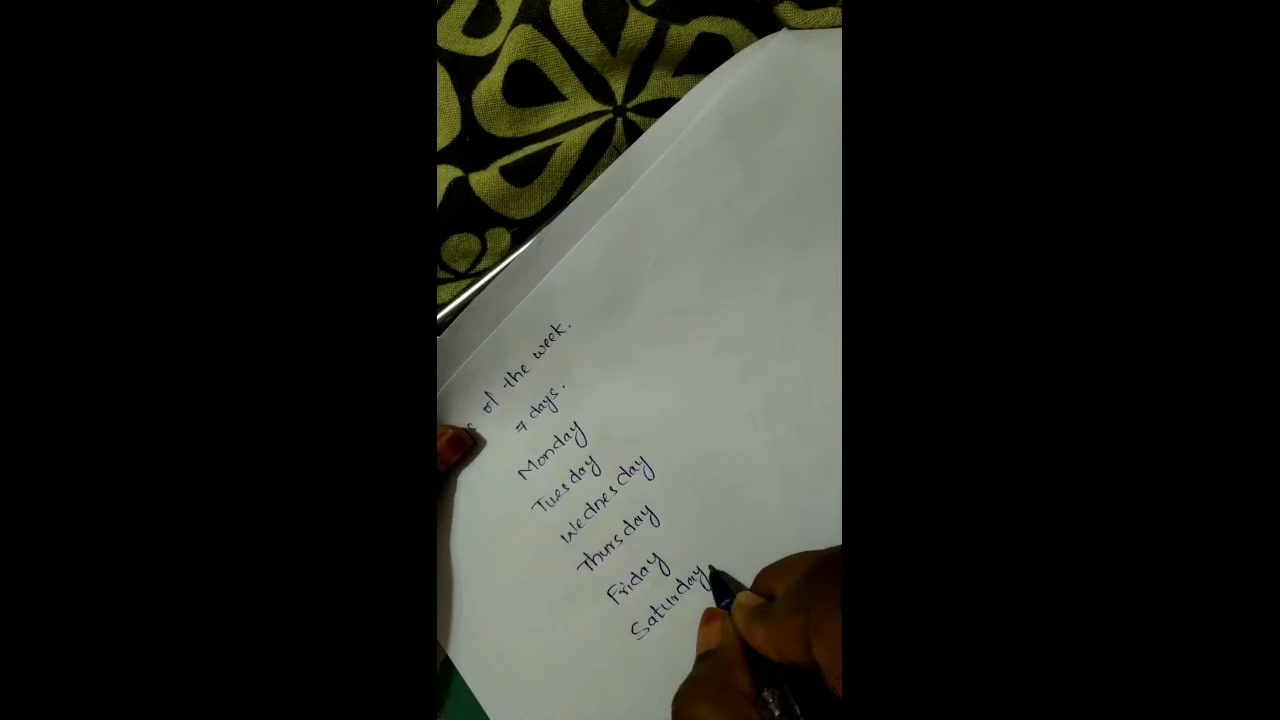 of the week.
7 days.
Monday
Tuesday
Wednesday
Thursday
Friday
Saturday